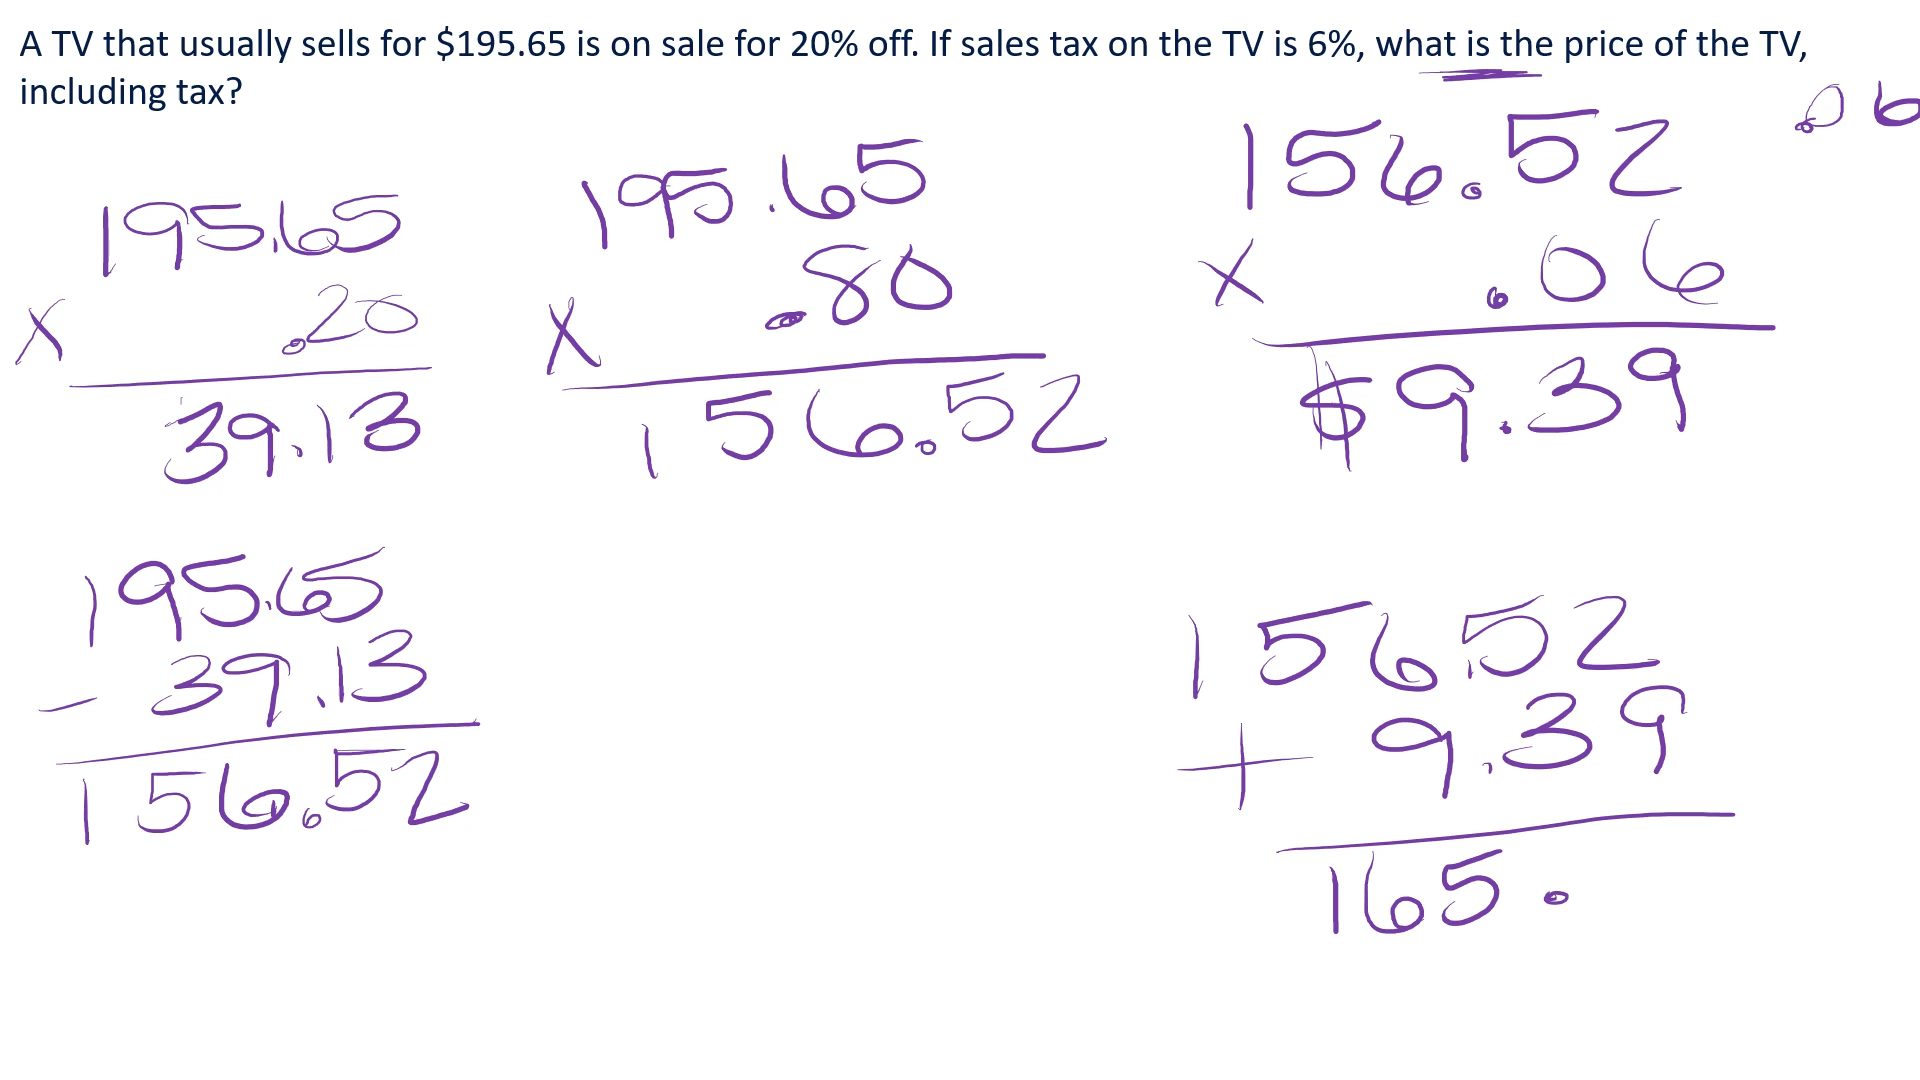 A TV that usually sells for $195.65 is on sale for 20% off. If sales tax on the TV is 6%, what is the price of the TV,
including tax?
.06
195.65
x .20
39.13
195.65
x .80
156.52
156.52
x .06
$9.39
195.65
- 39.13
156.52
156.52
+ 9.39
165.